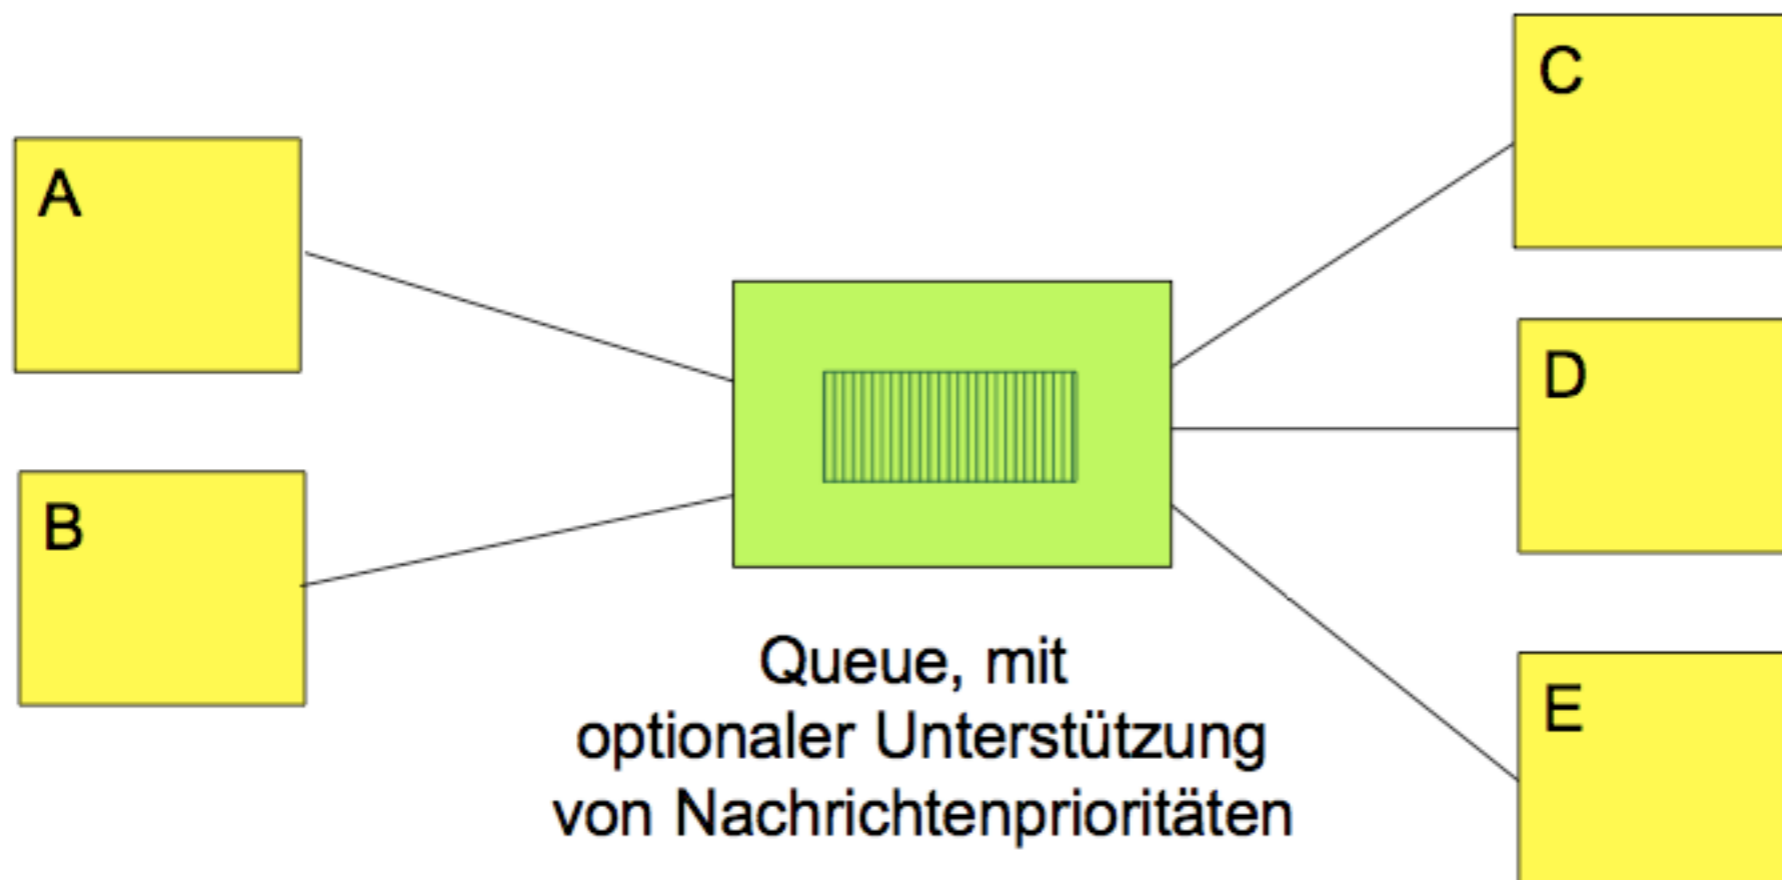 A
B
C
D
E
Queue, mit
optionaler Unterstützung
von Nachrichtenprioritäten